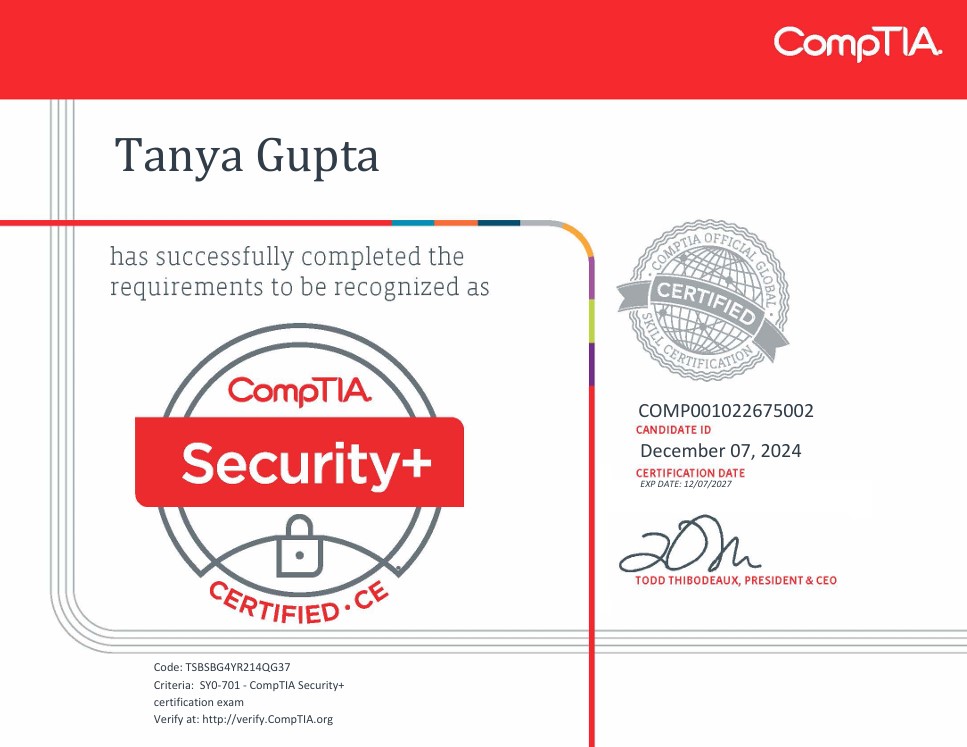 CompTIA.
Tanya Gupta
has successfully completed the
requirements to be recognized as
CompTIA.
Security+
CERTIFIED • CE
COMPTIA OFFICIAL GLOBAL
CERTIFIED
SKILL CERTIFICATION
COMP001022675002
CANDIDATE ID
December 07, 2024
CERTIFICATION DATE
EXP DATE: 12/07/2027
TODD THIBODEAUX, PRESIDENT & CEO
Code: TSBSBG4YR214QG37
Criteria: SY0-701 - CompTIA Security+
certification exam
Verify at: http://verify.CompTIA.org